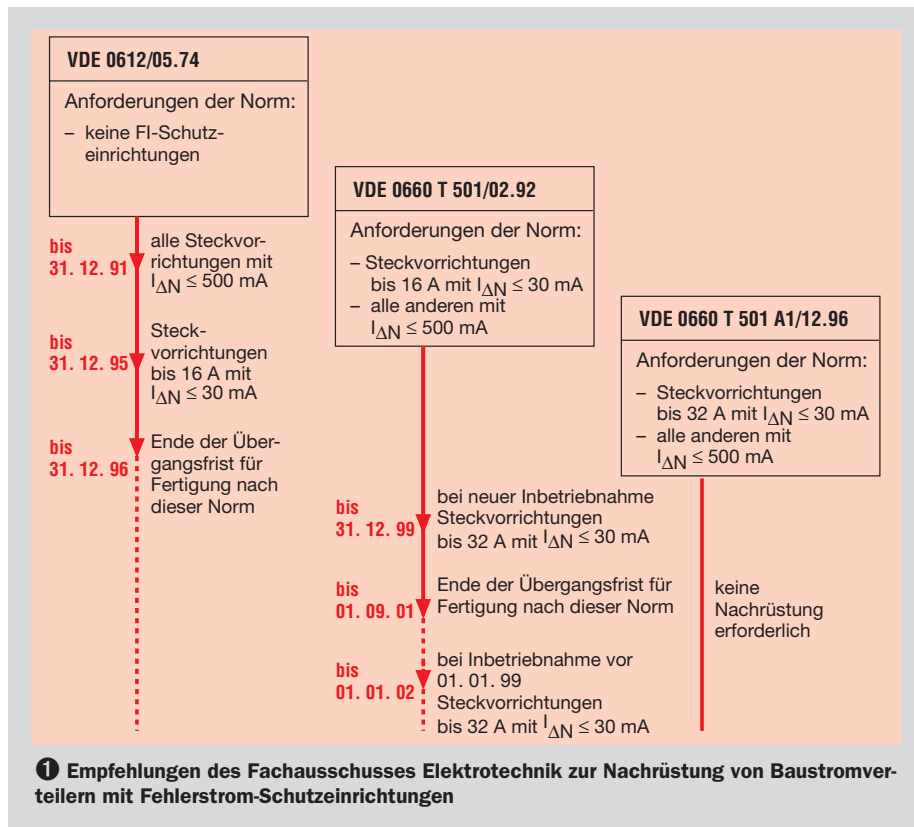 VDE 0612/05.74
Anforderungen der Norm:
– keine FI-Schutz-
einrichtungen
bis
31. 12. 91
alle Steckvor-
richtungen mit
I∆N ≤ 500 mA
bis
31. 12. 95
Steck-
vorrichtungen
bis 16 A mit
I∆N ≤ 30 mA
bis
31. 12. 96
Ende der Über-
gangsfrist für
Fertigung nach
dieser Norm
VDE 0660 T 501/02.92
Anforderungen der Norm:
– Steckvorrichtungen
bis 16 A mit I∆N ≤ 30 mA
– alle anderen mit
I∆N ≤ 500 mA
bis
31. 12. 99
bei neuer Inbetriebnahme
Steckvorrichtungen
bis 32 A mit I∆N ≤ 30 mA
bis
01. 09. 01
Ende der Übergangsfrist für
Fertigung nach dieser Norm
bis
01. 01. 02
bei Inbetriebnahme vor
01. 01. 99
Steckvorrichtungen
bis 32 A mit I∆N ≤ 30 mA
VDE 0660 T 501 A1/12.96
Anforderungen der Norm:
– Steckvorrichtungen
bis 32 A mit I∆N ≤ 30 mA
– alle anderen mit
I∆N ≤ 500 mA
keine
Nachrüstung
erforderlich
❶ Empfehlungen des Fachausschusses Elektrotechnik zur Nachrüstung von Baustromver-
teilern mit Fehlerstrom-Schutzeinrichtungen